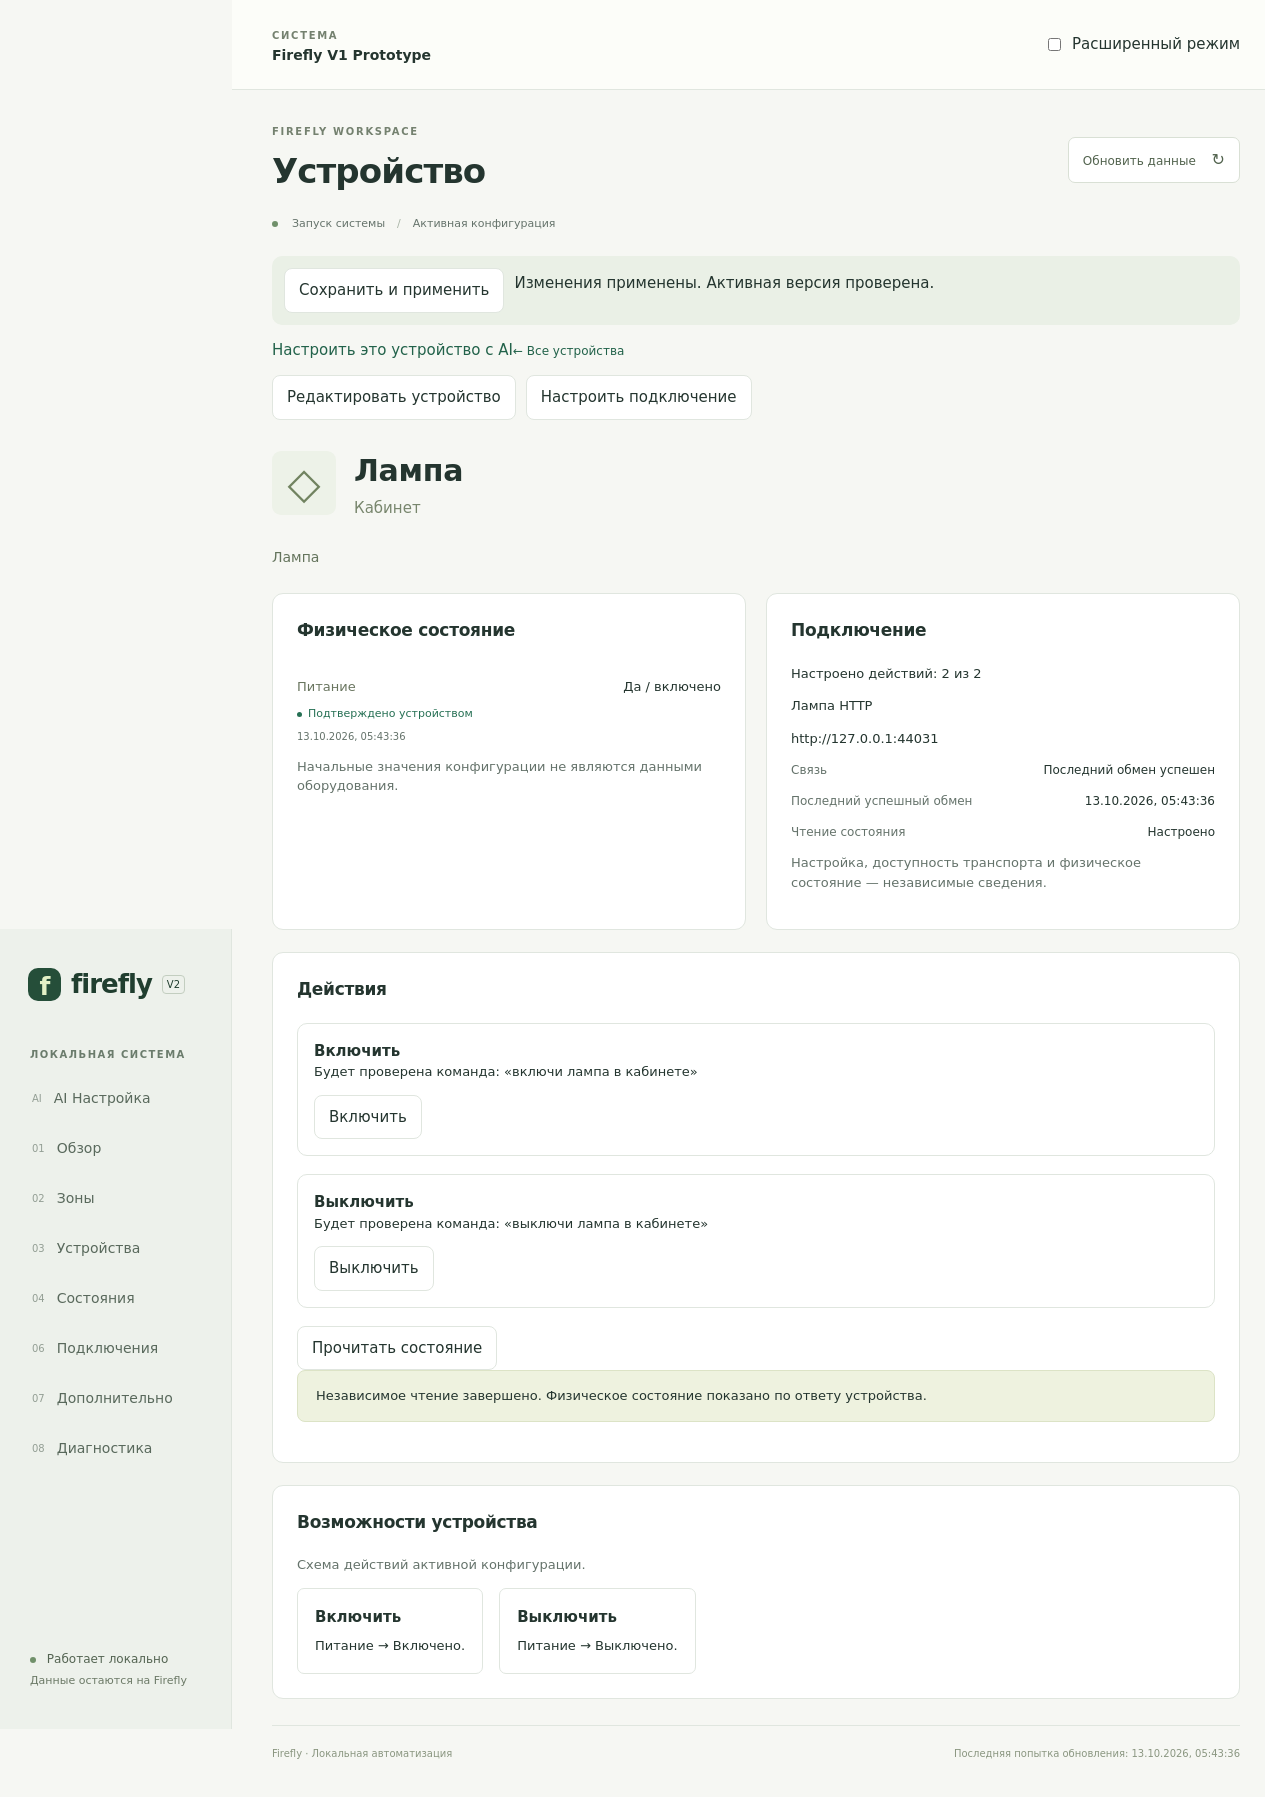 СИСТЕМА
Firefly V1 Prototype
Расширенный режим
FIREFLY WORKSPACE
Устройство
Обновить данные ↻
Запуск системы / Активная конфигурация
Сохранить и применить
Изменения применены. Активная версия проверена.
Настроить это устройство с AI← Все устройства
Редактировать устройство
Настроить подключение
Лампа
Кабинет
Лампа
Физическое состояние
Питание Да / включено
Подтверждено устройством
13.10.2026, 05:43:36
Начальные значения конфигурации не являются данными
оборудования.
Подключение
Настроено действий: 2 из 2
Лампа HTTP
http://127.0.0.1:44031
Связь Последний обмен успешен
Последний успешный обмен 13.10.2026, 05:43:36
Чтение состояния Настроено
Настройка, доступность транспорта и физическое
состояние — независимые сведения.
f firefly V2
ЛОКАЛЬНАЯ СИСТЕМА
AI AI Настройка
01 Обзор
02 Зоны
03 Устройства
04 Состояния
06 Подключения
07 Дополнительно
08 Диагностика
Работает локально
Данные остаются на Firefly
Действия
Включить
Будет проверена команда: «включи лампа в кабинете»
Включить
Выключить
Будет проверена команда: «выключи лампа в кабинете»
Выключить
Прочитать состояние
Независимое чтение завершено. Физическое состояние показано по ответу устройства.
Возможности устройства
Схема действий активной конфигурации.
Включить
Питание → Включено.
Выключить
Питание → Выключено.
Firefly · Локальная автоматизация
Последняя попытка обновления: 13.10.2026, 05:43:36